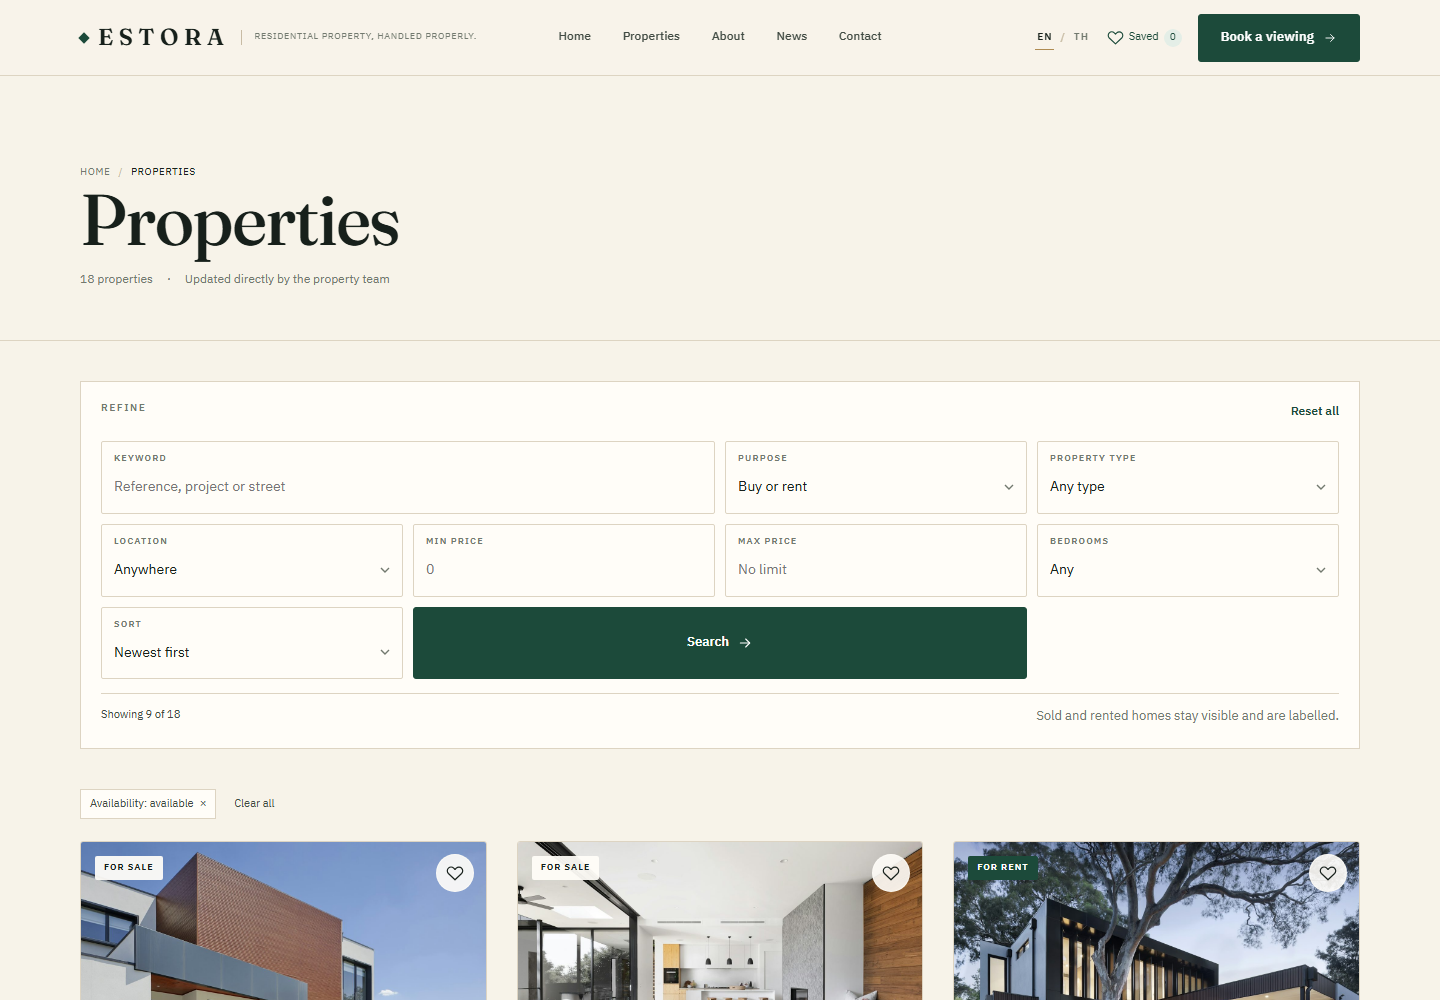 ESTORA
RESIDENTIAL PROPERTY, HANDLED PROPERLY.
Home
Properties
About
News
Contact
EN / TH
Saved 0
Book a viewing →
HOME / PROPERTIES
Properties
18 properties · Updated directly by the property team
REFINE
Reset all
KEYWORD
Reference, project or street
PURPOSE
Buy or rent
PROPERTY TYPE
Any type
LOCATION
Anywhere
MIN PRICE
0
MAX PRICE
No limit
BEDROOMS
Any
SORT
Newest first
Search →
Showing 9 of 18
Sold and rented homes stay visible and are labelled.
Availability: available ×
Clear all
FOR SALE
FOR SALE
FOR RENT